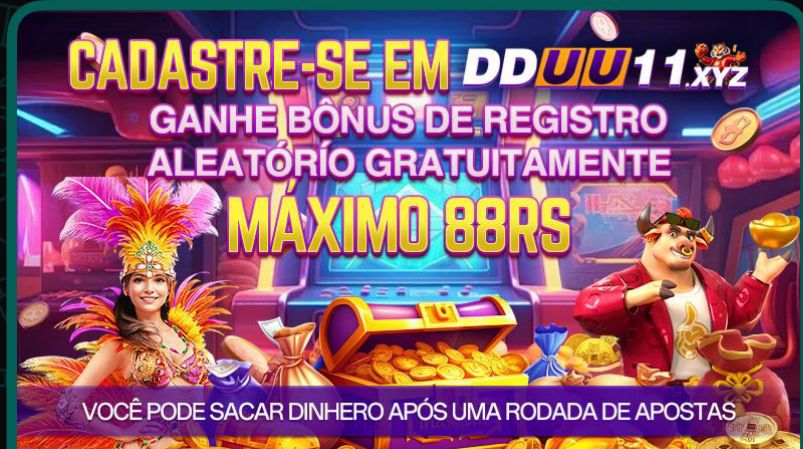 CADASTRE-SE EM DDUU11.XYZ
GANHE BÔNUS DE REGISTRO
ALEATÓRÍO GRATUITAMENTE
MÁXIMO 88RS
VOCÊ PODE SACAR DINHERO APÓS UMA RODADA DE APOSTAS